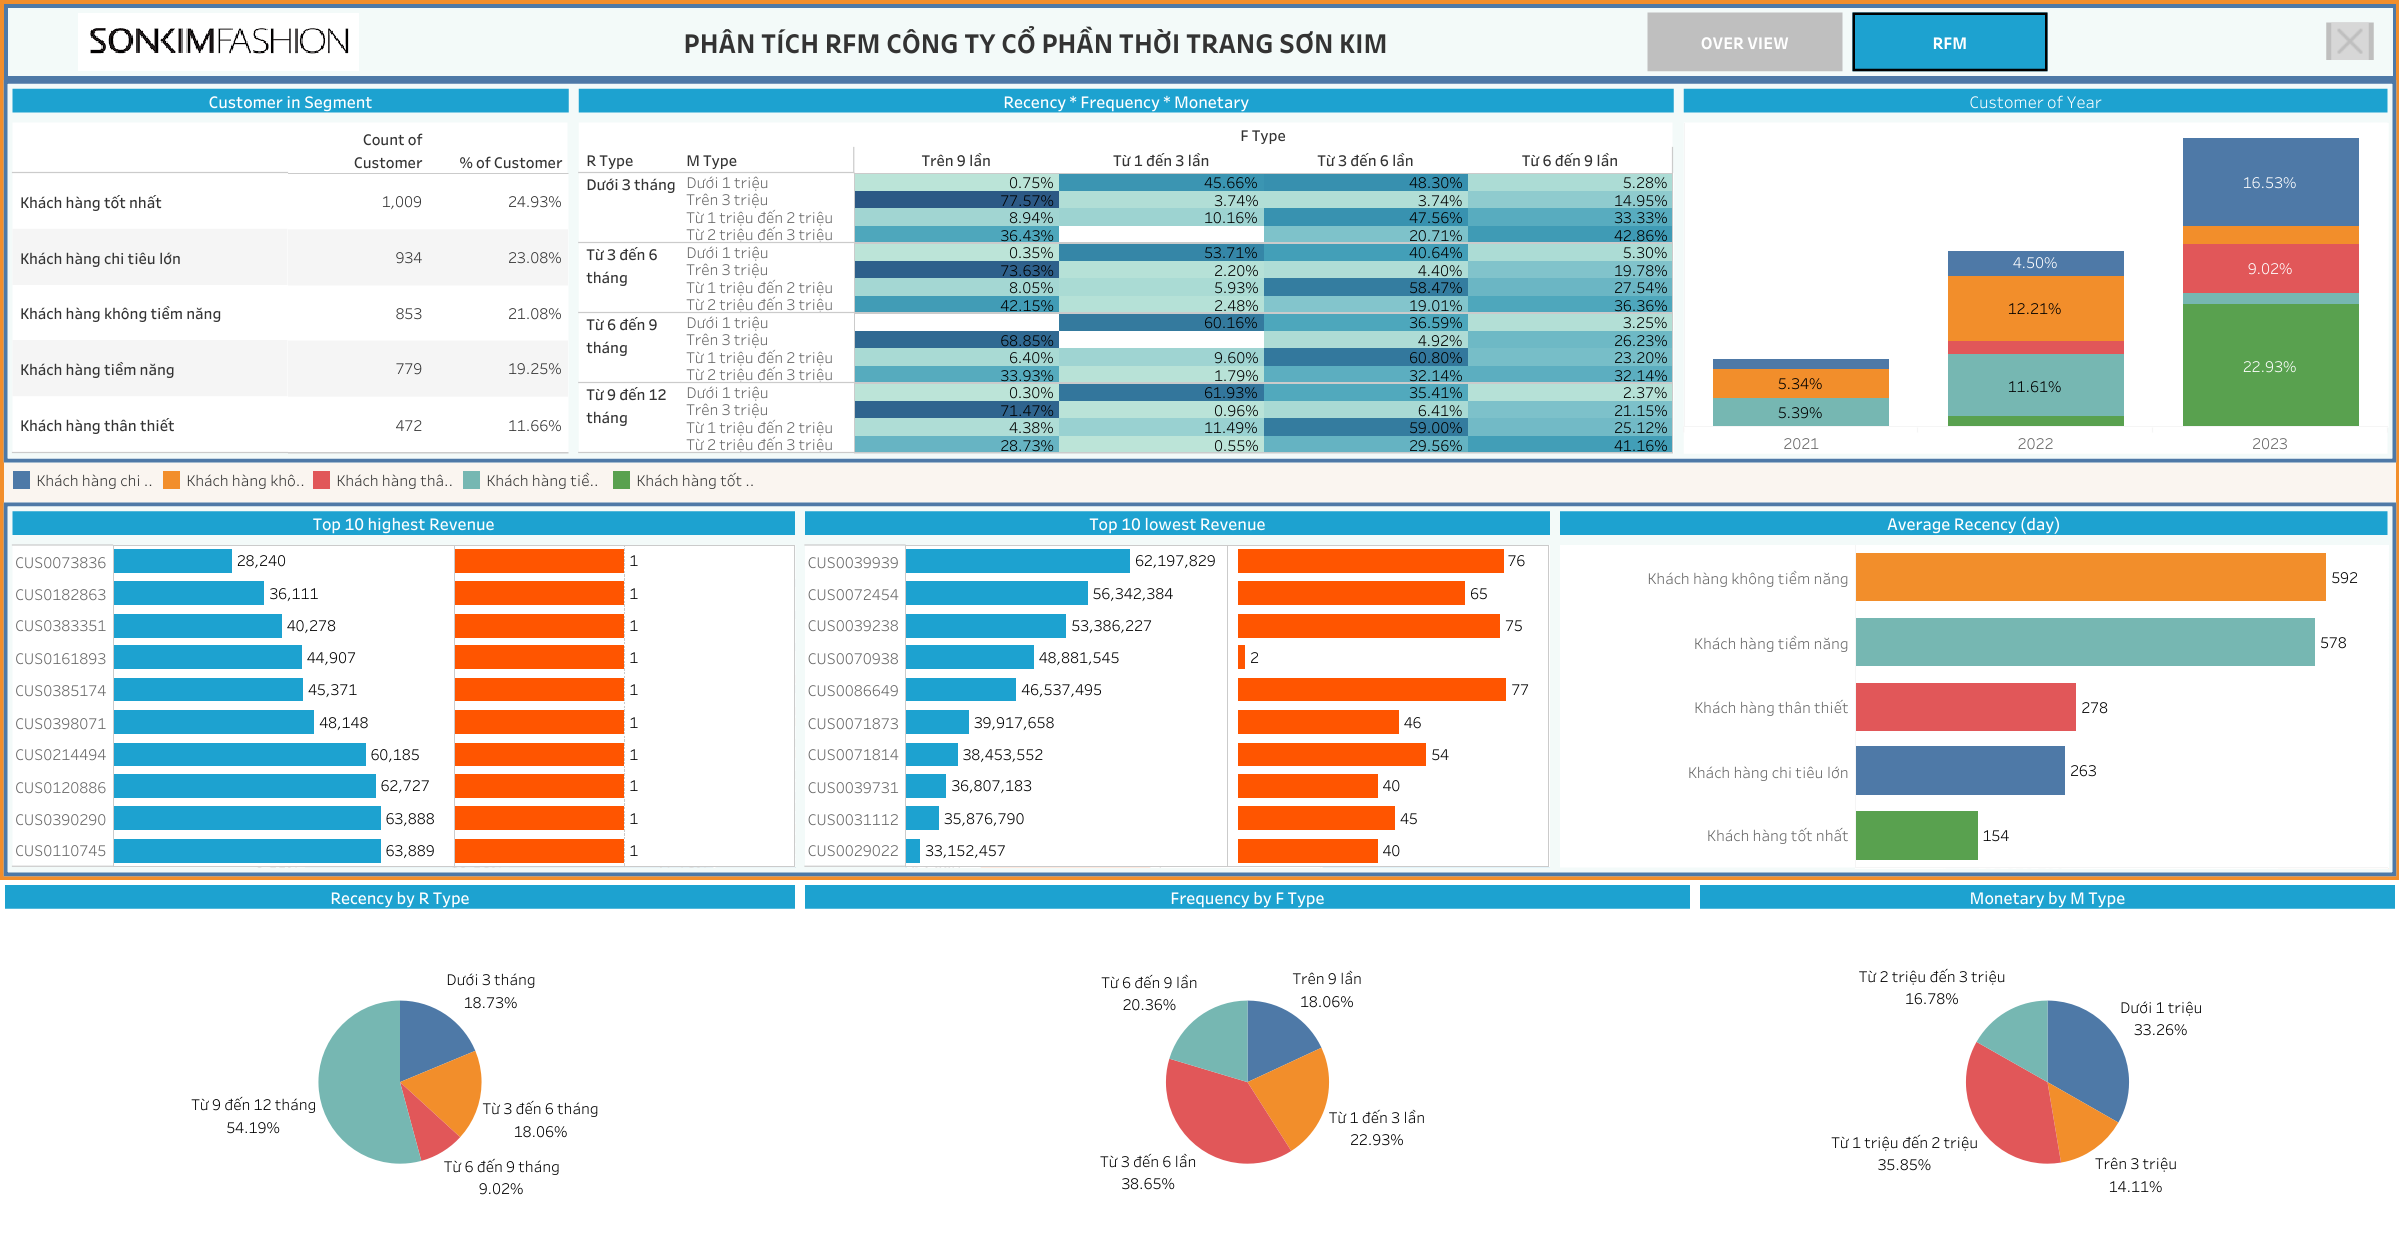 SONKIMFASHION
PHÂN TÍCH RFM CÔNG TY CỔ PHẦN THỜI TRANG SƠN KIM
OVER VIEW
RFM
Customer in Segment
Count of
Customer % of Customer
Khách hàng tốt nhất 1,009 24.93%
Khách hàng chi tiêu lớn 934 23.08%
Khách hàng không tiềm năng 853 21.08%
Khách hàng tiềm năng 779 19.25%
Khách hàng thân thiết 472 11.66%
Recency * Frequency * Monetary
F Type
R Type M Type Trên 9 lần Từ 1 đến 3 lần Từ 3 đến 6 lần Từ 6 đến 9 lần
Dưới 3 tháng Dưới 1 triệu 0.75% 45.66% 48.30% 5.28%
Trên 3 triệu 77.57% 3.74% 3.74% 14.95%
Từ 1 triệu đến 2 triệu 8.94% 10.16% 47.56% 33.33%
Từ 2 triệu đến 3 triệu 36.43% 20.71% 42.86%
Từ 3 đến 6 Dưới 1 triệu 0.35% 53.71% 40.64% 5.30%
tháng Trên 3 triệu 73.63% 2.20% 4.40% 19.78%
Từ 1 triệu đến 2 triệu 8.05% 5.93% 58.47% 27.54%
Từ 2 triệu đến 3 triệu 42.15% 2.48% 19.01% 36.36%
Từ 6 đến 9 Dưới 1 triệu 60.16% 36.59% 3.25%
tháng Trên 3 triệu 68.85% 4.92% 26.23%
Từ 1 triệu đến 2 triệu 6.40% 9.60% 60.80% 23.20%
Từ 2 triệu đến 3 triệu 33.93% 1.79% 32.14% 32.14%
Từ 9 đến 12 Dưới 1 triệu 0.30% 61.93% 35.41% 2.37%
tháng Trên 3 triệu 71.47% 0.96% 6.41% 21.15%
Từ 1 triệu đến 2 triệu 4.38% 11.49% 59.00% 25.12%
Từ 2 triệu đến 3 triệu 28.73% 0.55% 29.56% 41.16%
Customer of Year
5.34%
5.39%
2021
4.50%
12.21%
11.61%
2022
16.53%
9.02%
22.93%
2023
Khách hàng chi .. Khách hàng khô.. Khách hàng thâ.. Khách hàng tiề.. Khách hàng tốt ..
Top 10 highest Revenue
CUS0073836 28,240 1
CUS0182863 36,111 1
CUS0383351 40,278 1
CUS0161893 44,907 1
CUS0385174 45,371 1
CUS0398071 48,148 1
CUS0214494 60,185 1
CUS0120886 62,727 1
CUS0390290 63,888 1
CUS0110745 63,889 1
Top 10 lowest Revenue
CUS0039939 62,197,829 76
CUS0072454 56,342,384 65
CUS0039238 53,386,227 75
CUS0070938 48,881,545 2
CUS0086649 46,537,495 77
CUS0071873 39,917,658 46
CUS0071814 38,453,552 54
CUS0039731 36,807,183 40
CUS0031112 35,876,790 45
CUS0029022 33,152,457 40
Average Recency (day)
Khách hàng không tiềm năng 592
Khách hàng tiềm năng 578
Khách hàng thân thiết 278
Khách hàng chi tiêu lớn 263
Khách hàng tốt nhất 154
Recency by R Type
Dưới 3 tháng
18.73%
Từ 3 đến 6 tháng
18.06%
Từ 6 đến 9 tháng
9.02%
Từ 9 đến 12 tháng
54.19%
Frequency by F Type
Trên 9 lần
18.06%
Từ 1 đến 3 lần
22.93%
Từ 3 đến 6 lần
38.65%
Từ 6 đến 9 lần
20.36%
Monetary by M Type
Dưới 1 triệu
33.26%
Trên 3 triệu
14.11%
Từ 1 triệu đến 2 triệu
35.85%
Từ 2 triệu đến 3 triệu
16.78%